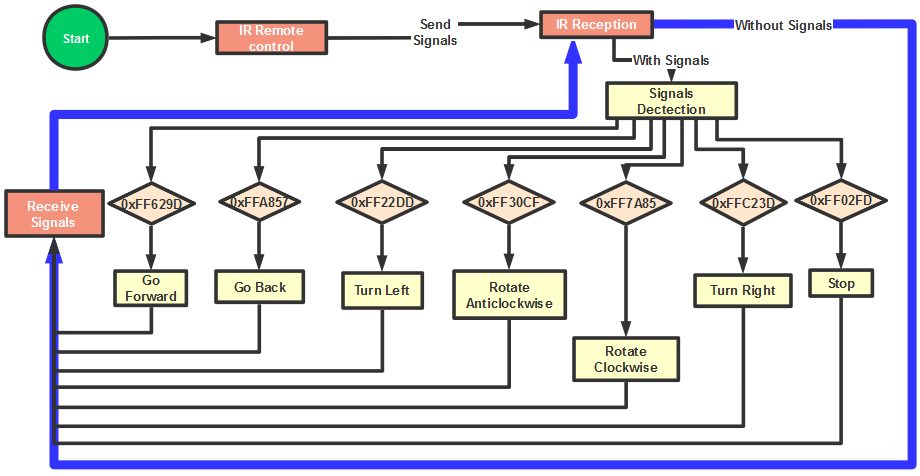 Start
IR Remote
control
Send
Signals
IR Reception
Without Signals
With Signals
Signals
Dectection
0xFF629D
0xFFA857
0xFF22DD
0xFF30CF
0xFF7A85
0xFFC23D
0xFF02FD
Receive
Signals
Go
Forward
Go Back
Turn Left
Rotate
Anticlockwise
Rotate
Clockwise
Turn Right
Stop